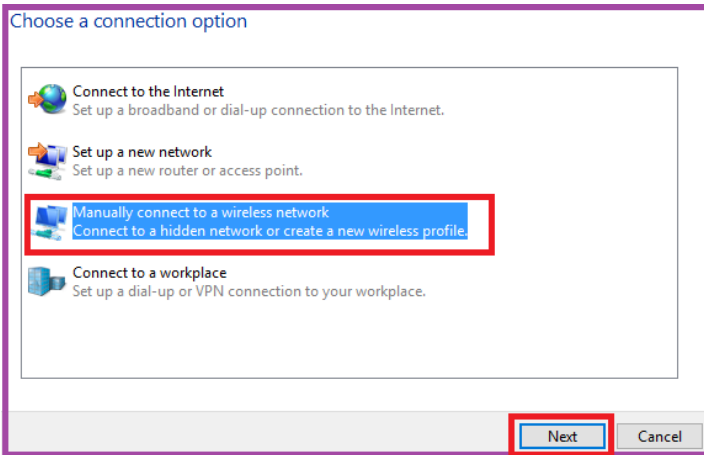 Choose a connection option
Connect to the Internet
Set up a broadband or dial-up connection to the Internet.
Set up a new network
Set up a new router or access point.
Manually connect to a wireless network
Connect to a hidden network or create a new wireless profile.
Connect to a workplace
Set up a dial-up or VPN connection to your workplace.
Next Cancel